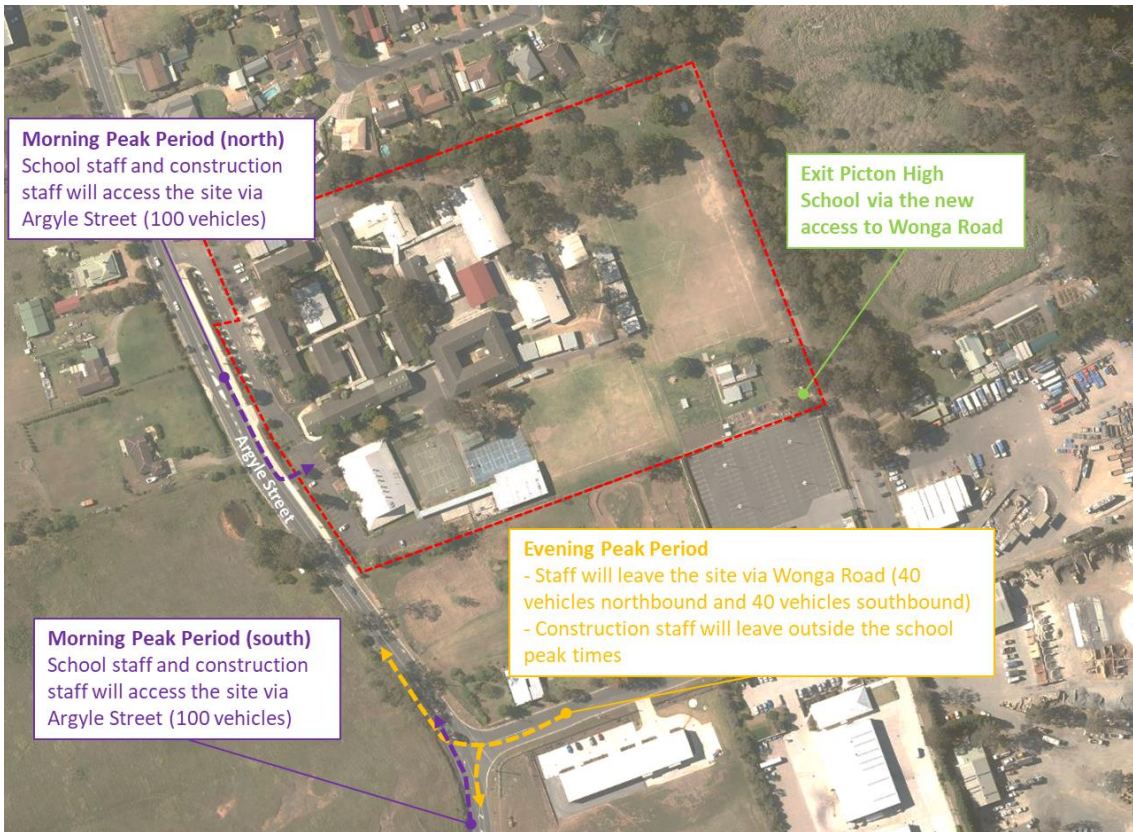 Morning Peak Period (north)
School staff and construction
staff will access the site via
Argyle Street (100 vehicles)
Exit Picton High
School via the new
access to Wonga Road
Argyle Street
Evening Peak Period
- Staff will leave the site via Wonga Road (40
vehicles northbound and 40 vehicles southbound)
- Construction staff will leave outside the school
peak times
Morning Peak Period (south)
School staff and construction
staff will access the site via
Argyle Street (100 vehicles)